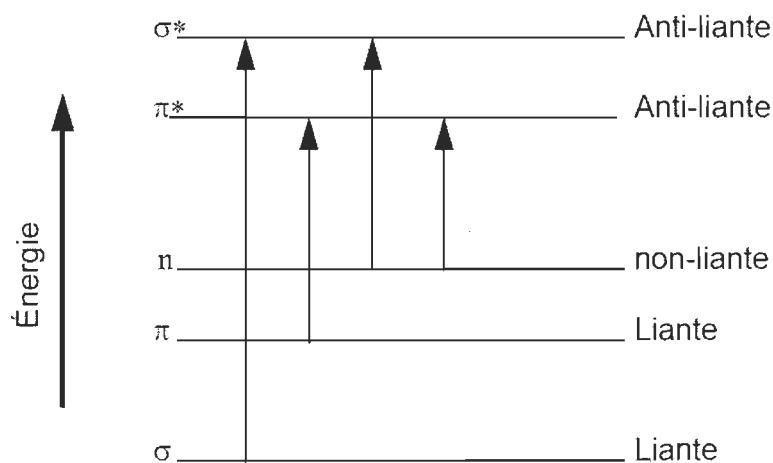 σ* Anti-liante
π* Anti-liante
Énergie
n non-liante
π Liante
σ Liante